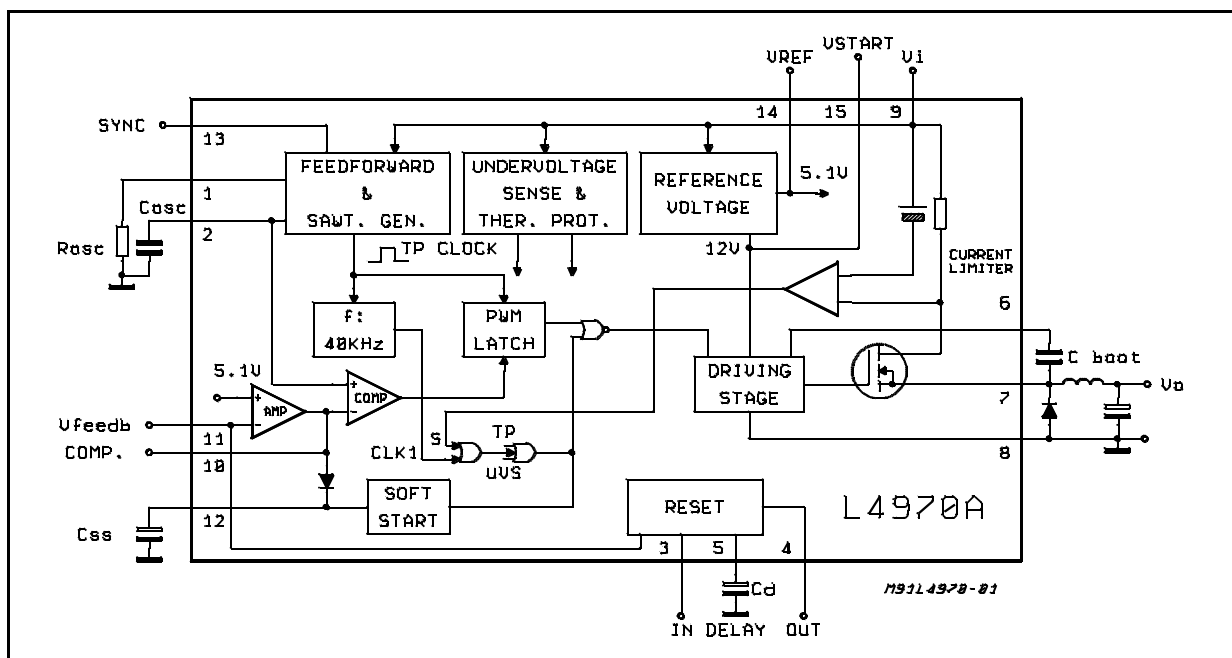 VREF
VSTART
Vi
14
15
9
SYNC
13
FEEDFORWARD
&
SAWT. GEN.
UNDERVOLTAGE
SENSE &
THER. PROT.
REFERENCE
VOLTAGE
5.1V
1
Cosc
2
Rosc
TP CLOCK
12V
CURRENT
LIMITER
6
f:
40KHz
PWM
LATCH
5.1V
+
AMP
-
+
COMP
-
DRIVING
STAGE
C boot
7
Vo
Vfeedb
11
COMP.
10
S
CLK1
TP
UVS
8
SOFT
START
RESET
L4970A
12
Css
3
5
4
Cd
M91L4970-01
IN
DELAY
OUT